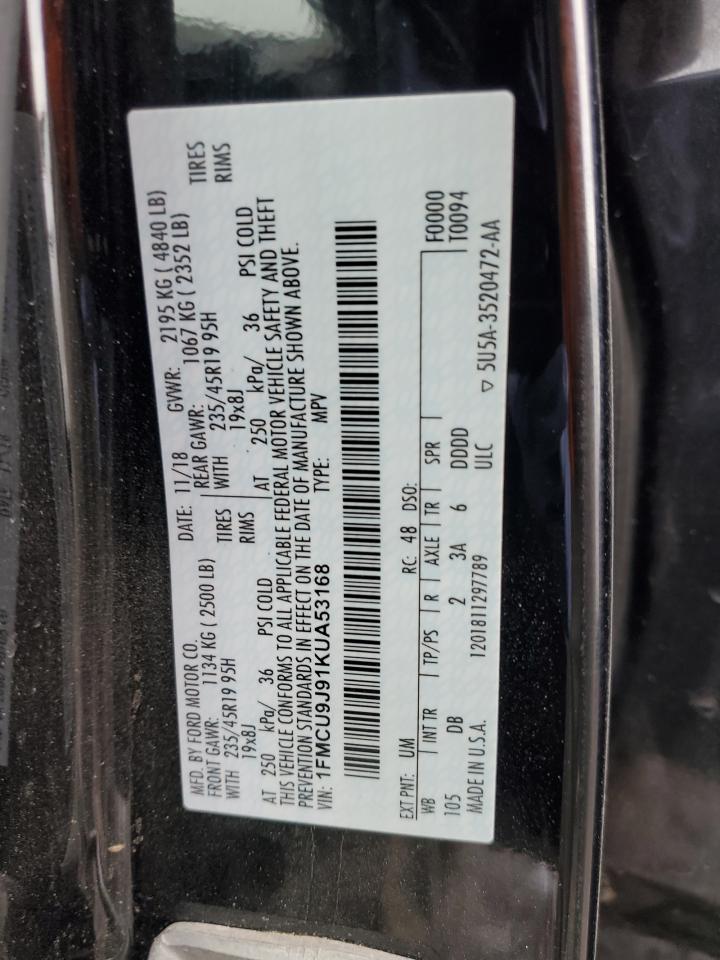 MFD. BY FORD MOTOR CO.
DATE: 11/18 GVWR: 2195 KG ( 4840 LB)
FRONT GAWR: 1134 KG ( 2500 LB) REAR GAWR: 1067 KG ( 2352 LB)
WITH 235/45R19 95H TIRES WITH 235/45R19 95H TIRES
19x8J RIMS 19x8J RIMS
AT 250 kPa/ 36 PSI COLD AT 250 kPa/ 36 PSI COLD
THIS VEHICLE CONFORMS TO ALL APPLICABLE FEDERAL MOTOR VEHICLE SAFETY AND THEFT
PREVENTION STANDARDS IN EFFECT ON THE DATE OF MANUFACTURE SHOWN ABOVE.
VIN: 1FMCU9J91KUA53168 TYPE: MPV
EXT PNT: UM RC: 48 DSO:
WB INT TR TP/PS R AXLE TR SPR F0000
105 DB 2 3A 6 DDDD T0094
ULC
MADE IN U.S.A. 1201811297789 ▽ 5U5A-3520472-AA